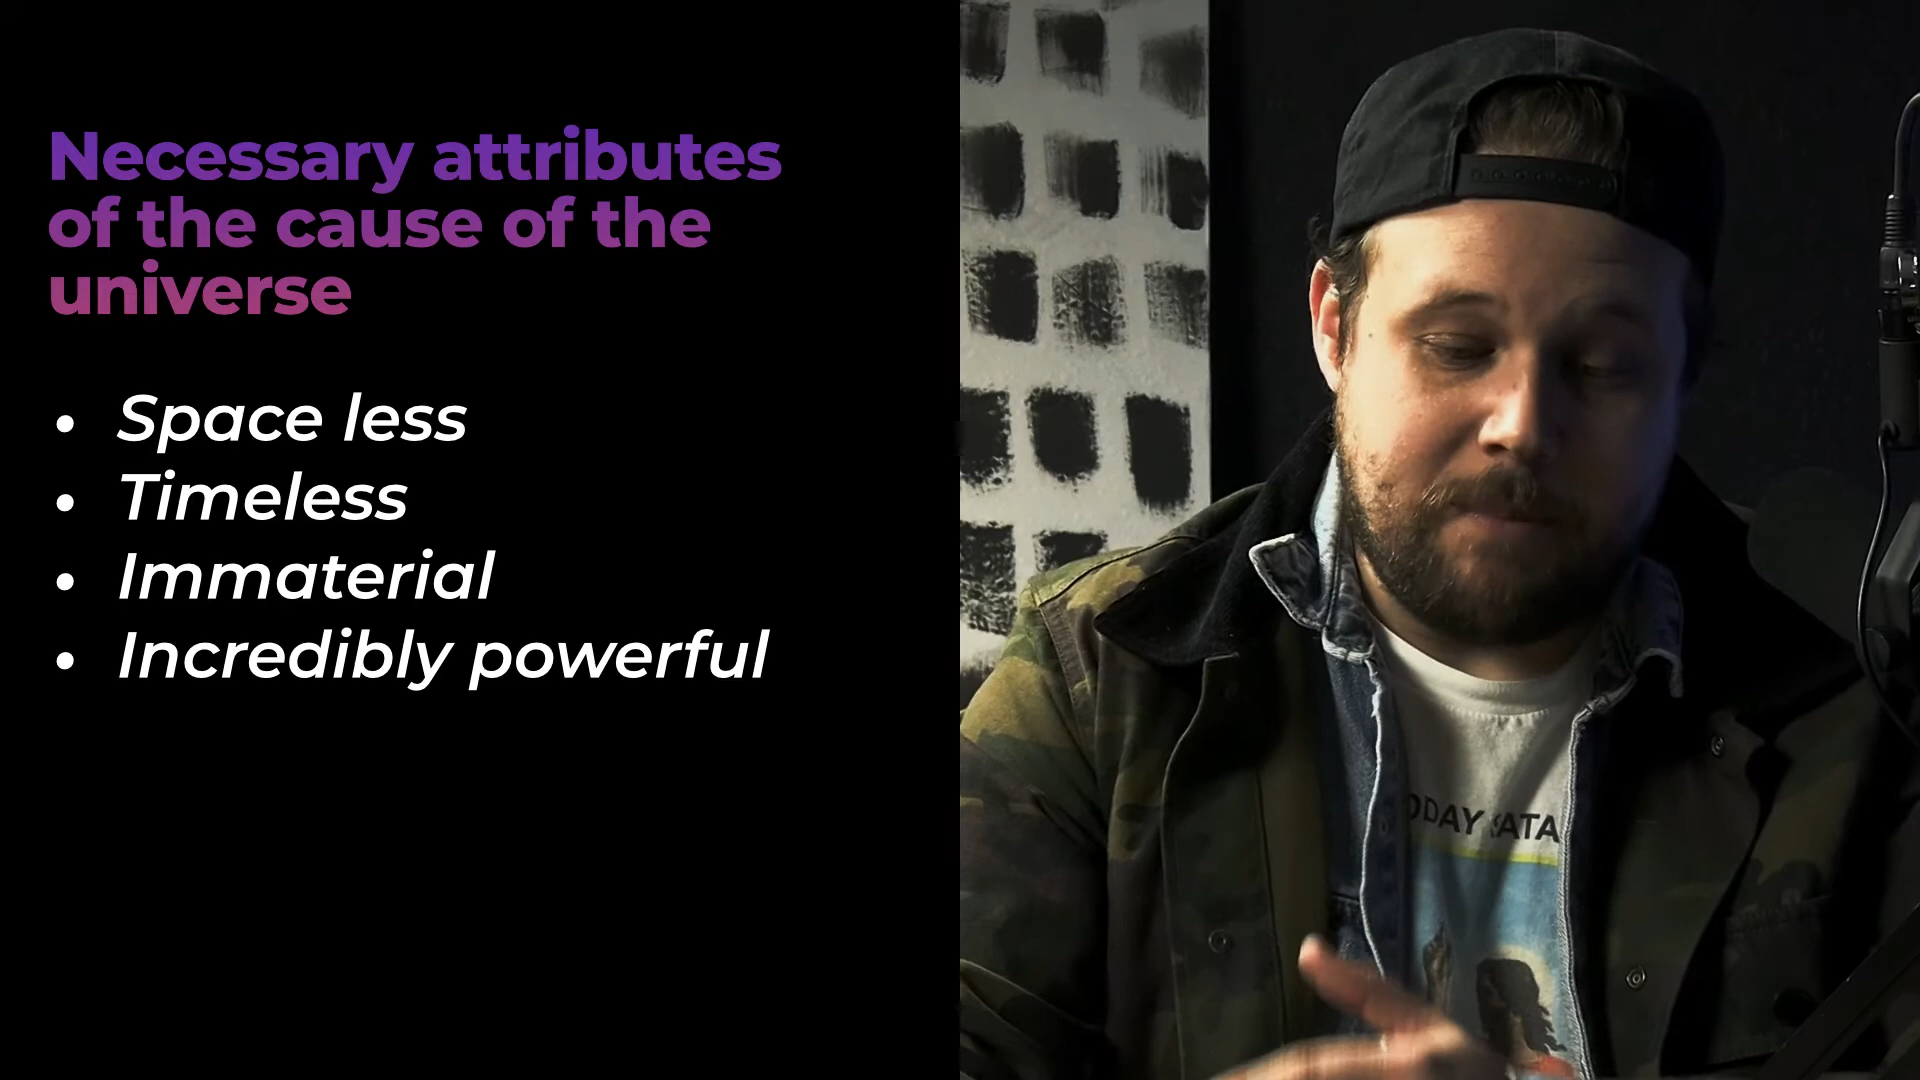 Necessary attributes
of the cause of the
universe
• Space less
• Timeless
• Immaterial
• Incredibly powerful